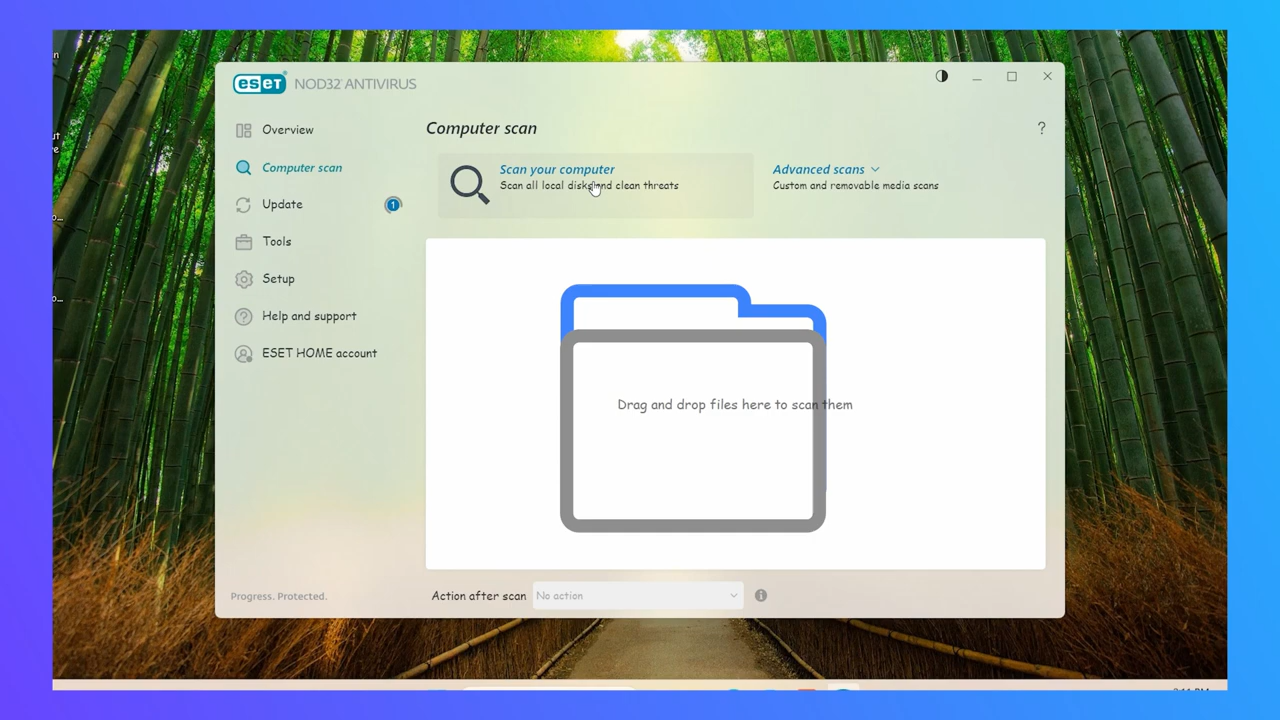 eset NOD32 ANTIVIRUS
Overview
Computer scan
Update
1
Tools
Setup
Help and support
ESET HOME account
Progress. Protected.
Computer scan
?
Scan your computer
Scan all local disks and clean threats
Advanced scans
Custom and removable media scans
Drag and drop files here to scan them
Action after scan
No action